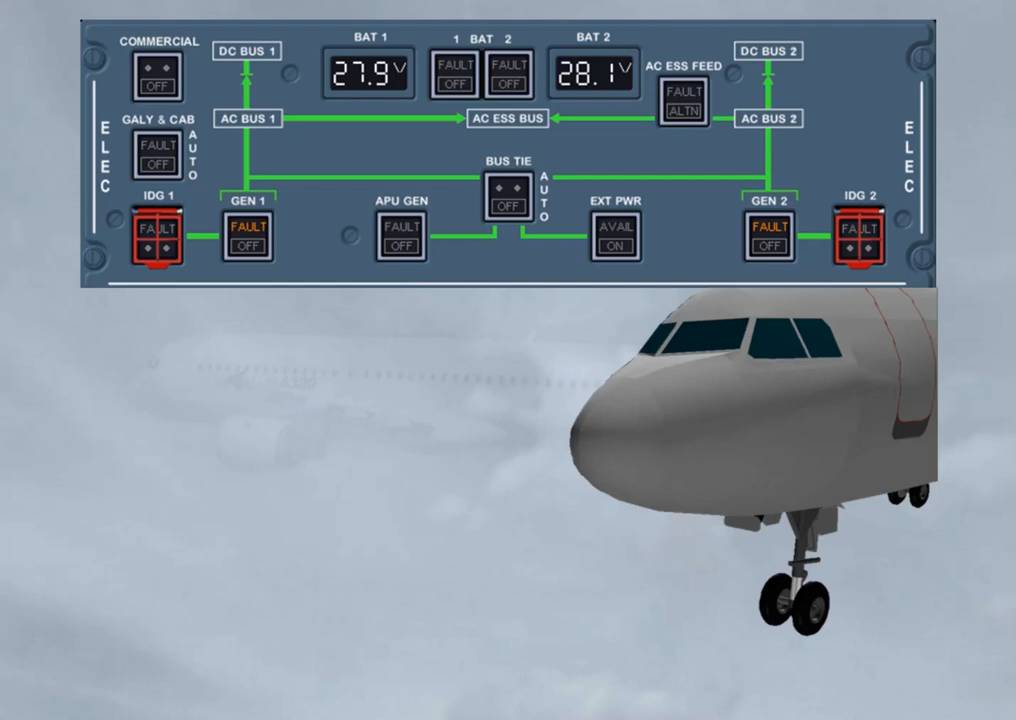 COMMERCIAL
OFF
DC BUS 1
BAT 1
27.9 V
1 BAT 2
FAULT FAULT
OFF OFF
BAT 2
28.1 V
AC ESS FEED
FAULT
ALTN
DC BUS 2
ELEC
GALY & CAB
FAULT
OFF
AUTO
AC BUS 1
AC ESS BUS
AC BUS 2
ELEC
BUS TIE
OFF
AUTO
IDG 1
FAULT
GEN 1
FAULT
OFF
APU GEN
FAULT
OFF
EXT PWR
AVAIL
ON
GEN 2
FAULT
OFF
IDG 2
FAULT